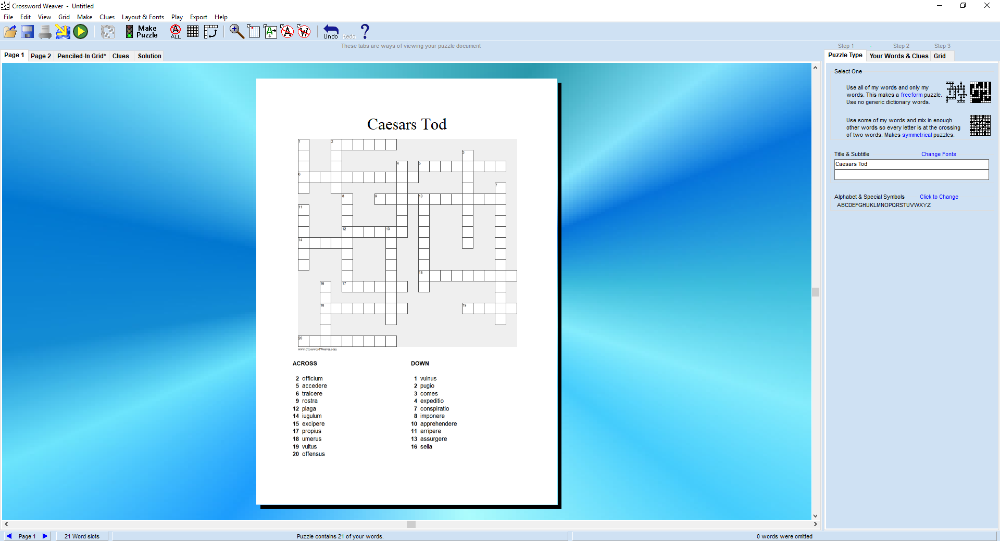 Crossword Weaver - Untitled
File Edit View Grid Make Clues Layout & Fonts Play Export Help
Make Puzzle
ALL
Undo Redo
These tabs are ways of viewing your puzzle document
Page 1 Page 2 Penciled-In Grid* Clues Solution
Step 1 Step 2 Step 3
Puzzle Type Your Words & Clues Grid
Caesars Tod
1 2
3
4 5
6
7
8 9 10
11
12 13
14
15
16 17
18 19
20
www.CrosswordWeaver.com
ACROSS
2 officium
5 accedere
6 traicere
9 rostra
12 plaga
14 iugulum
15 excipere
17 propius
18 umerus
19 vultus
20 offensus
DOWN
1 vulnus
2 pugio
3 comes
4 expeditio
7 conspiratio
8 imponere
10 apprehendere
11 arripere
13 assurgere
16 sella
Select One
Use all of my words and only my
words. This makes a freeform puzzle.
Use no generic dictionary words.
Use some of my words and mix in enough
other words so every letter is at the crossing
of two words. Makes symmetrical puzzles.
Title & Subtitle Change Fonts
Caesars Tod
Alphabet & Special Symbols Click to Change
ABCDEFGHIJKLMNOPQRSTUVWXYZ
Page 1 21 Word slots Puzzle contains 21 of your words. 0 words were omitted